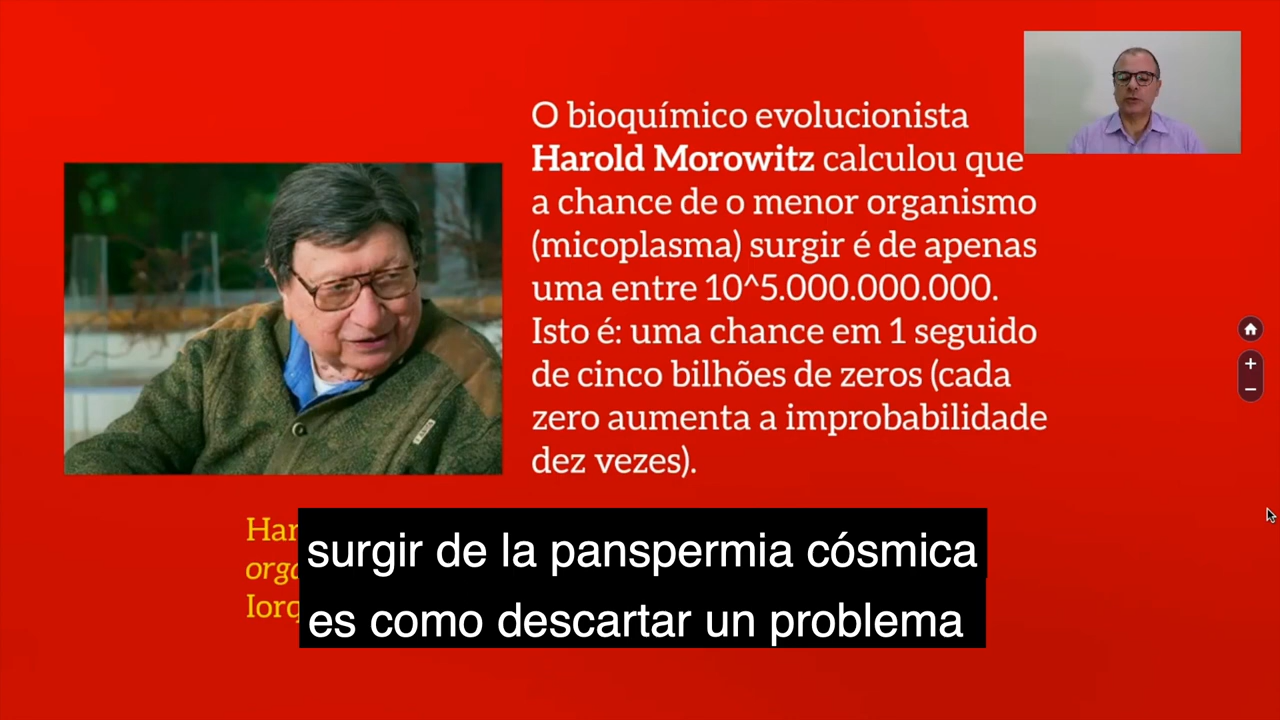 O bioquímico evolucionista
Harold Morowitz calculou que
a chance de o menor organismo
(micoplasma) surgir é de apenas
uma entre 10^5.000.000.000.
Isto é: uma chance em 1 seguido
de cinco bilhões de zeros (cada
zero aumenta a improbabilidade
dez vezes).
surgir de la panspermia cósmica
es como descartar un problema